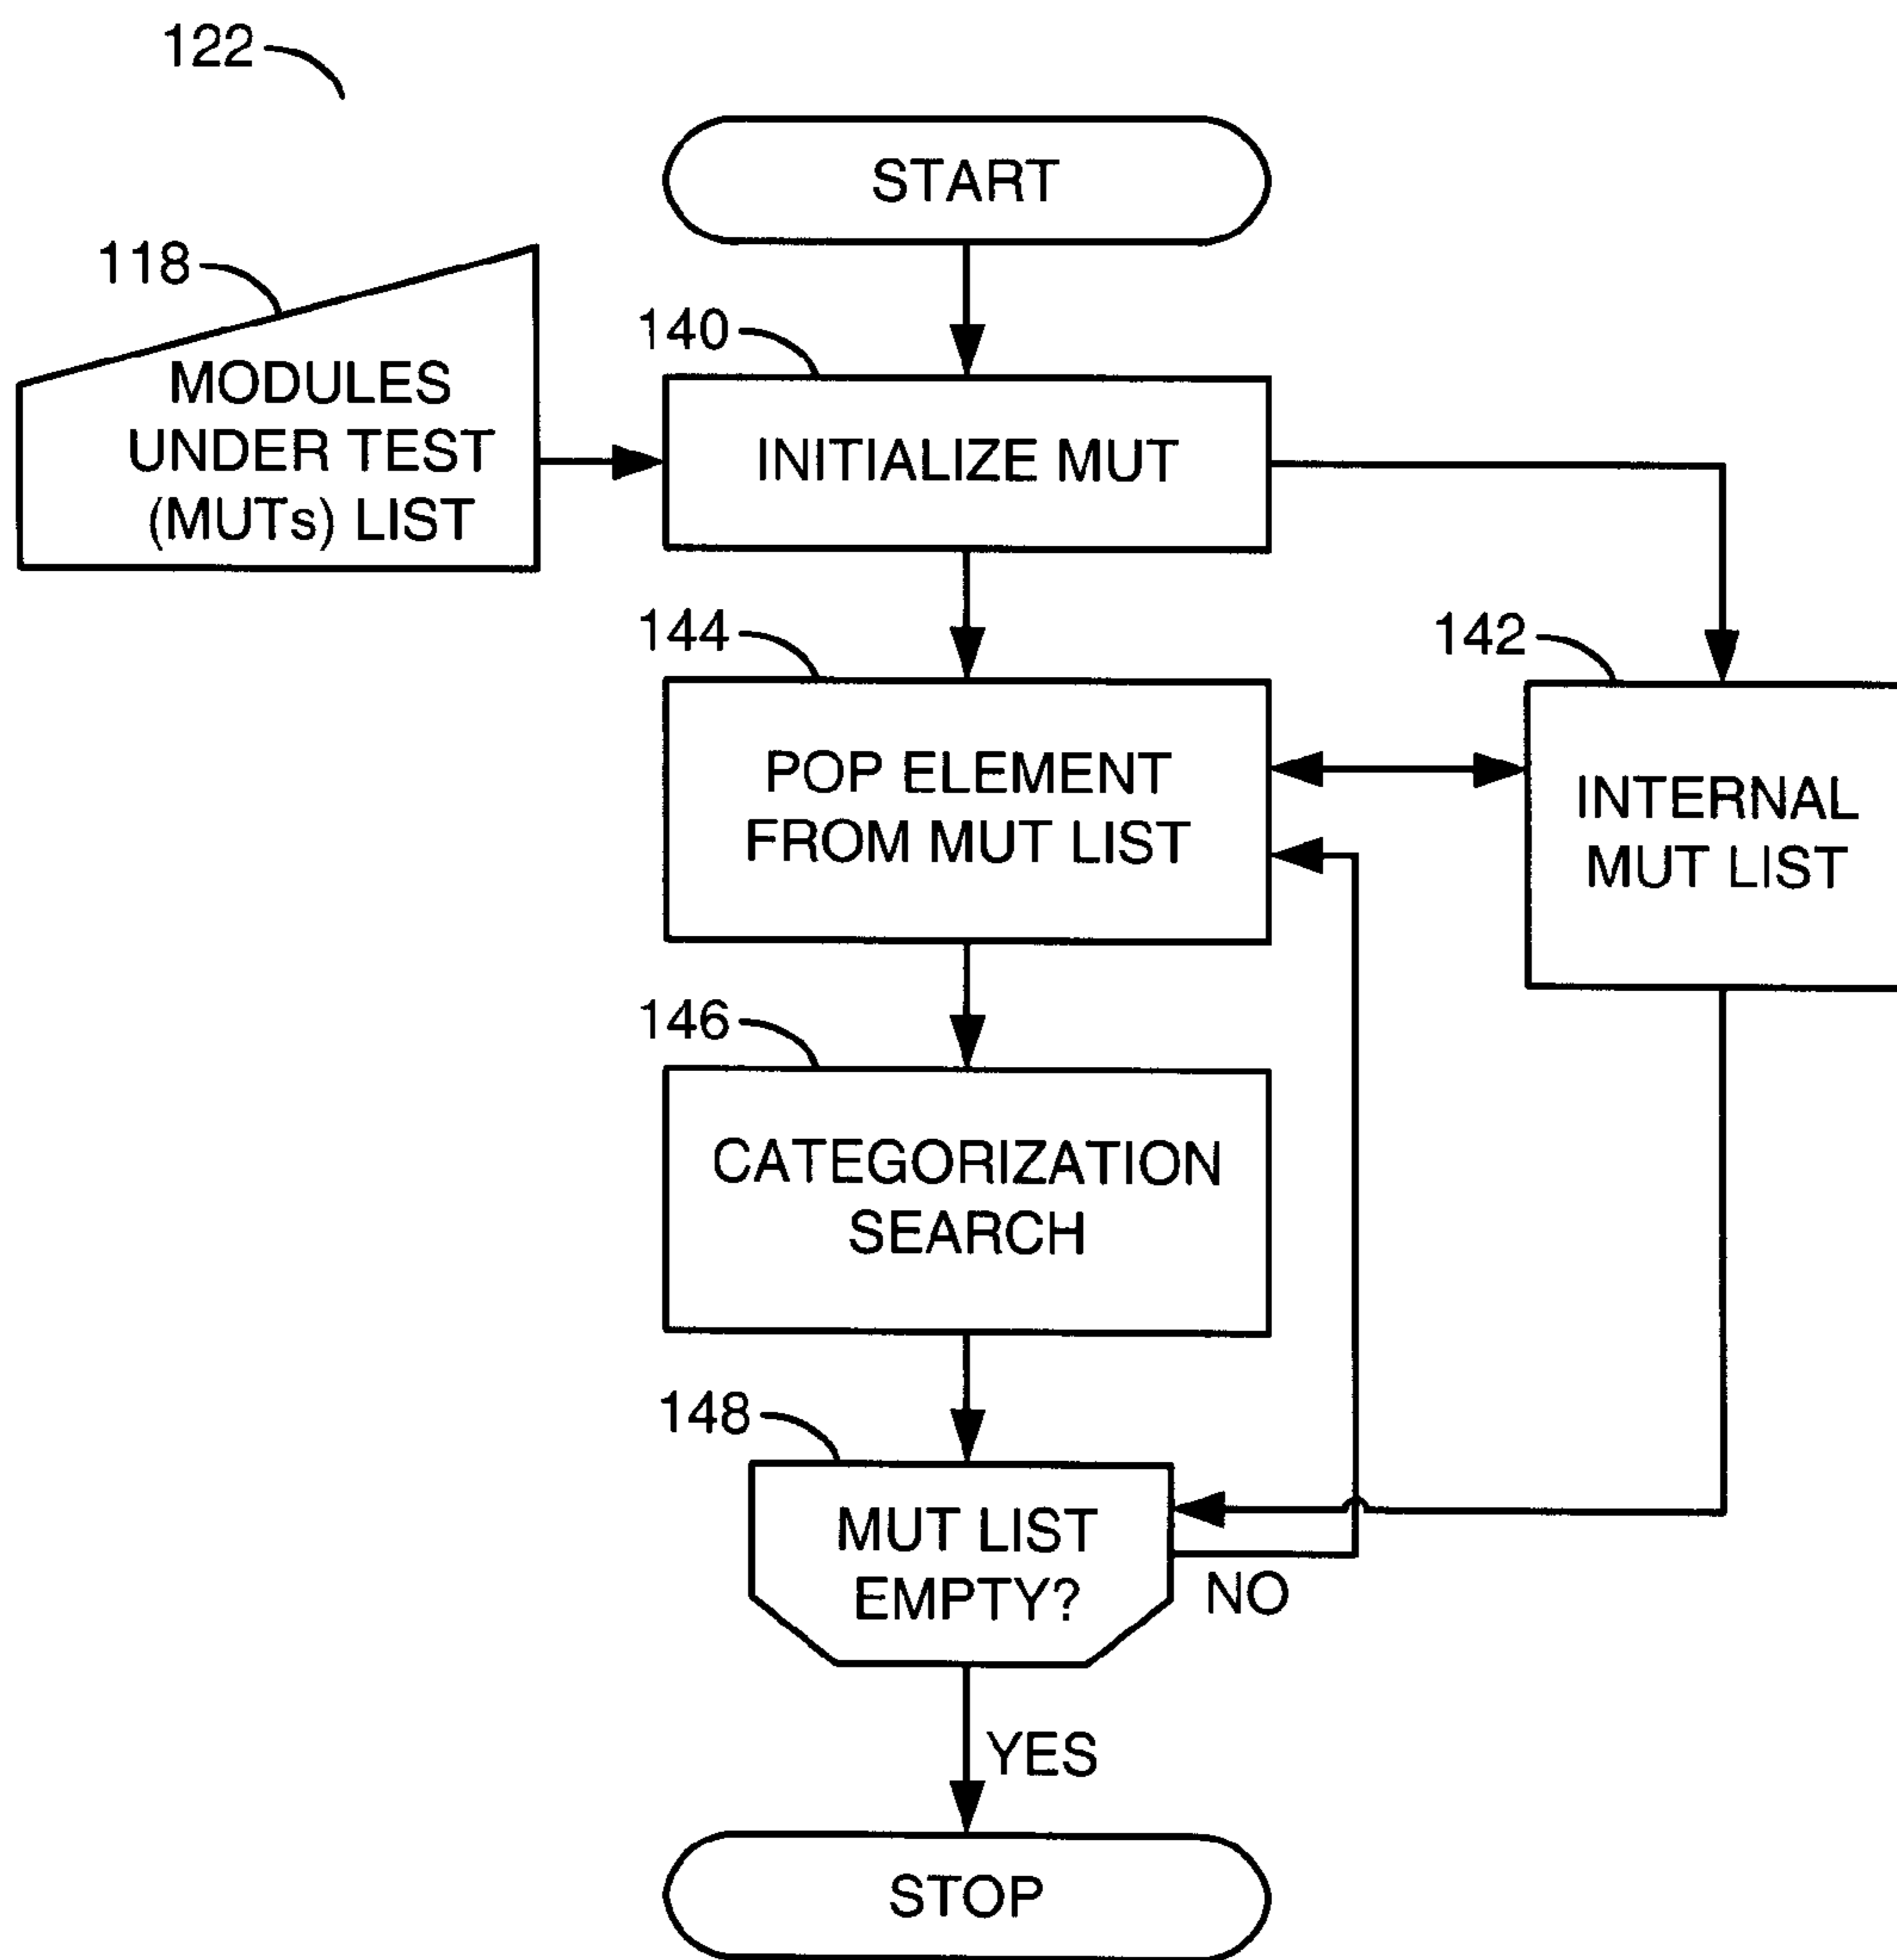 122
START
118
MODULES
UNDER TEST
(MUTs) LIST
140
INITIALIZE MUT
144
POP ELEMENT
FROM MUT LIST
142
INTERNAL
MUT LIST
146
CATEGORIZATION
SEARCH
148
MUT LIST
EMPTY?
NO
YES
STOP